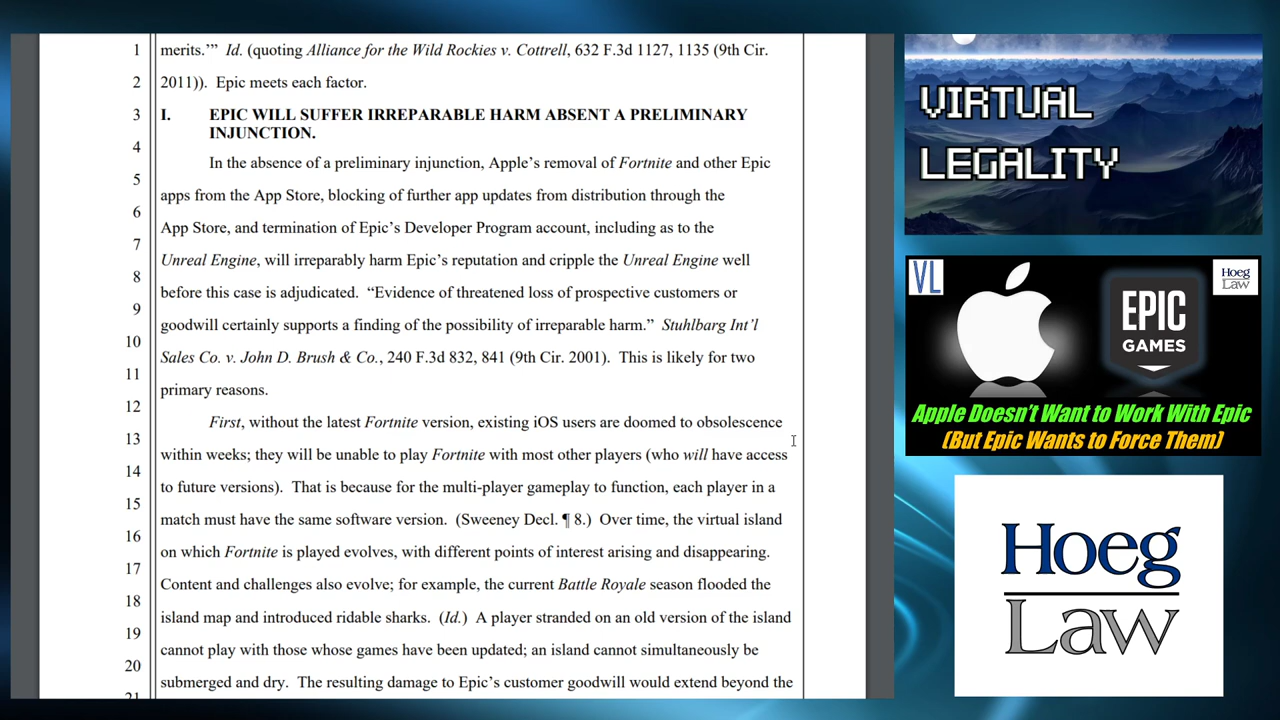 1 merits.’” Id. (quoting Alliance for the Wild Rockies v. Cottrell, 632 F.3d 1127, 1135 (9th Cir.
2 2011)). Epic meets each factor.
3 I. EPIC WILL SUFFER IRREPARABLE HARM ABSENT A PRELIMINARY
INJUNCTION.
4
In the absence of a preliminary injunction, Apple’s removal of Fortnite and other Epic
5
apps from the App Store, blocking of further app updates from distribution through the
6
App Store, and termination of Epic’s Developer Program account, including as to the
7
Unreal Engine, will irreparably harm Epic’s reputation and cripple the Unreal Engine well
8
before this case is adjudicated. “Evidence of threatened loss of prospective customers or
9
goodwill certainly supports a finding of the possibility of irreparable harm.” Stuhlbarg Int’l
10
Sales Co. v. John D. Brush & Co., 240 F.3d 832, 841 (9th Cir. 2001). This is likely for two
11
primary reasons.
12
First, without the latest Fortnite version, existing iOS users are doomed to obsolescence
13
within weeks; they will be unable to play Fortnite with most other players (who will have access
14
to future versions). That is because for the multi-player gameplay to function, each player in a
15
match must have the same software version. (Sweeney Decl. ¶ 8.) Over time, the virtual island
16
on which Fortnite is played evolves, with different points of interest arising and disappearing.
17
Content and challenges also evolve; for example, the current Battle Royale season flooded the
18
island map and introduced ridable sharks. (Id.) A player stranded on an old version of the island
19
cannot play with those whose games have been updated; an island cannot simultaneously be
20
submerged and dry. The resulting damage to Epic’s customer goodwill would extend beyond the
21
VIRTUAL
LEGALITY
VL
Hoeg
Law
EPIC
GAMES
Apple Doesn’t Want to Work With Epic
(But Epic Wants to Force Them)
Hoeg
Law